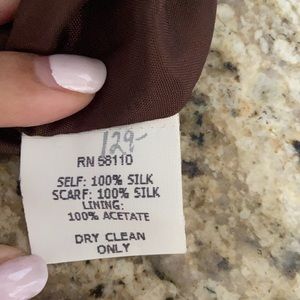 129-
RN 58110
SELF: 100% SILK
SCARF: 100% SILK
LINING:
100% ACETATE
DRY CLEAN
ONLY